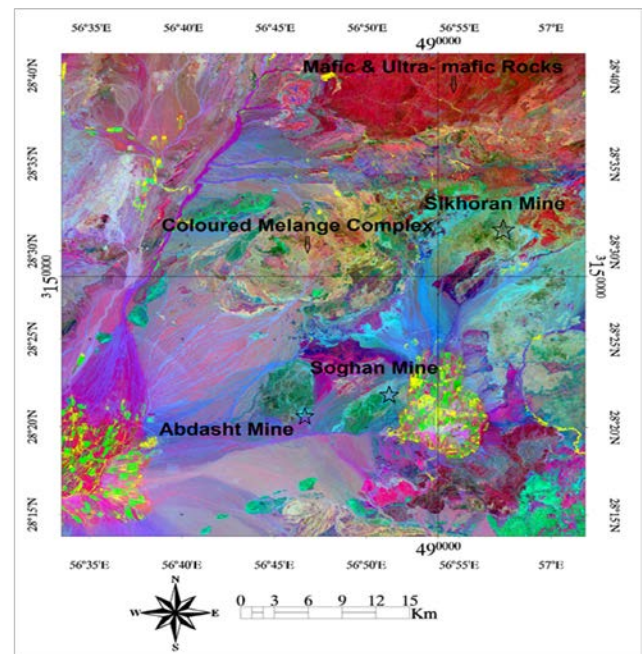 56°35'E 56°40'E 56°45'E 56°50'E 56°55'E 57°E
49⁰⁰⁰⁰
28°40'N 28°40'N
Mafic & Ultra- mafic Rocks
28°35'N 28°35'N
Sikhoran Mine
Coloured Melange Complex
28°30'N 28°30'N
315⁰⁰⁰⁰ 315⁰⁰⁰⁰
28°25'N 28°25'N
Soghan Mine
Abdasht Mine
28°20'N 28°20'N
28°15'N 28°15'N
49⁰⁰⁰⁰
56°35'E 56°40'E 56°45'E 56°50'E 56°55'E 57°E
N
W E
S
0 3 6 9 12 15
Km